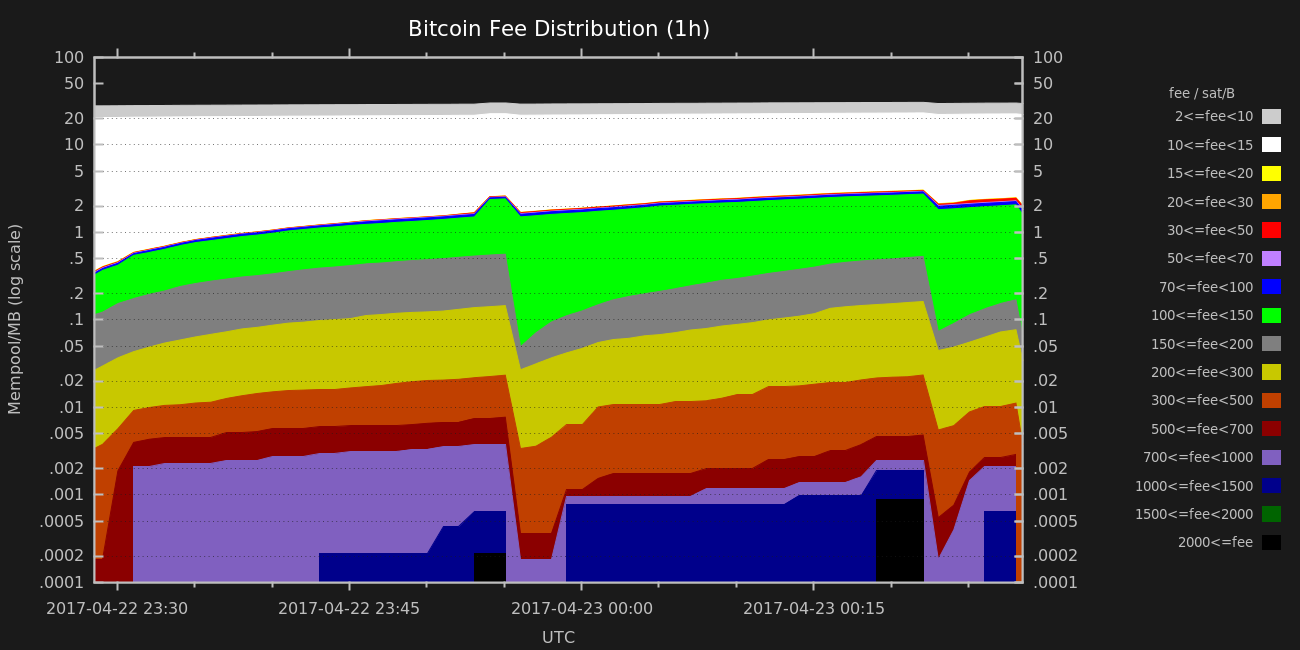 Bitcoin Fee Distribution (1h)
100
50
20
10
5
2
1
.5
.2
.1
.05
.02
.01
.005
.002
.001
.0005
.0002
.0001
Mempool/MB (log scale)
100
50
20
10
5
2
1
.5
.2
.1
.05
.02
.01
.005
.002
.001
.0005
.0002
.0001
2017-04-22 23:30
2017-04-22 23:45
2017-04-23 00:00
2017-04-23 00:15
UTC
fee / sat/B
2<=fee<10
10<=fee<15
15<=fee<20
20<=fee<30
30<=fee<50
50<=fee<70
70<=fee<100
100<=fee<150
150<=fee<200
200<=fee<300
300<=fee<500
500<=fee<700
700<=fee<1000
1000<=fee<1500
1500<=fee<2000
2000<=fee